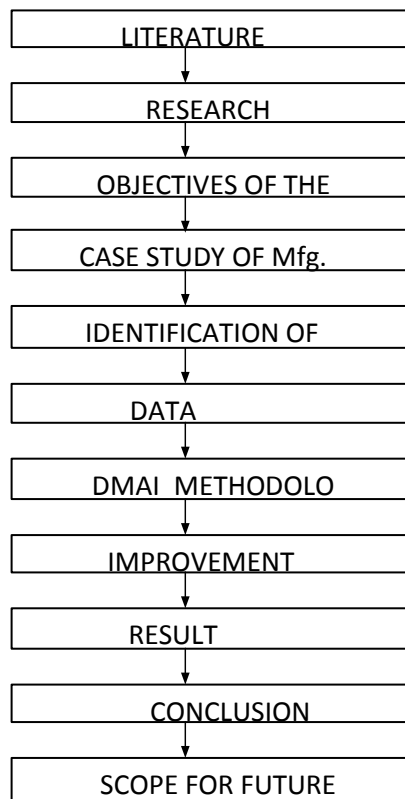 LITERATURE
RESEARCH
OBJECTIVES OF THE
CASE STUDY OF Mfg.
IDENTIFICATION OF
DATA
DMAI METHODOLO
IMPROVEMENT
RESULT
CONCLUSION
SCOPE FOR FUTURE